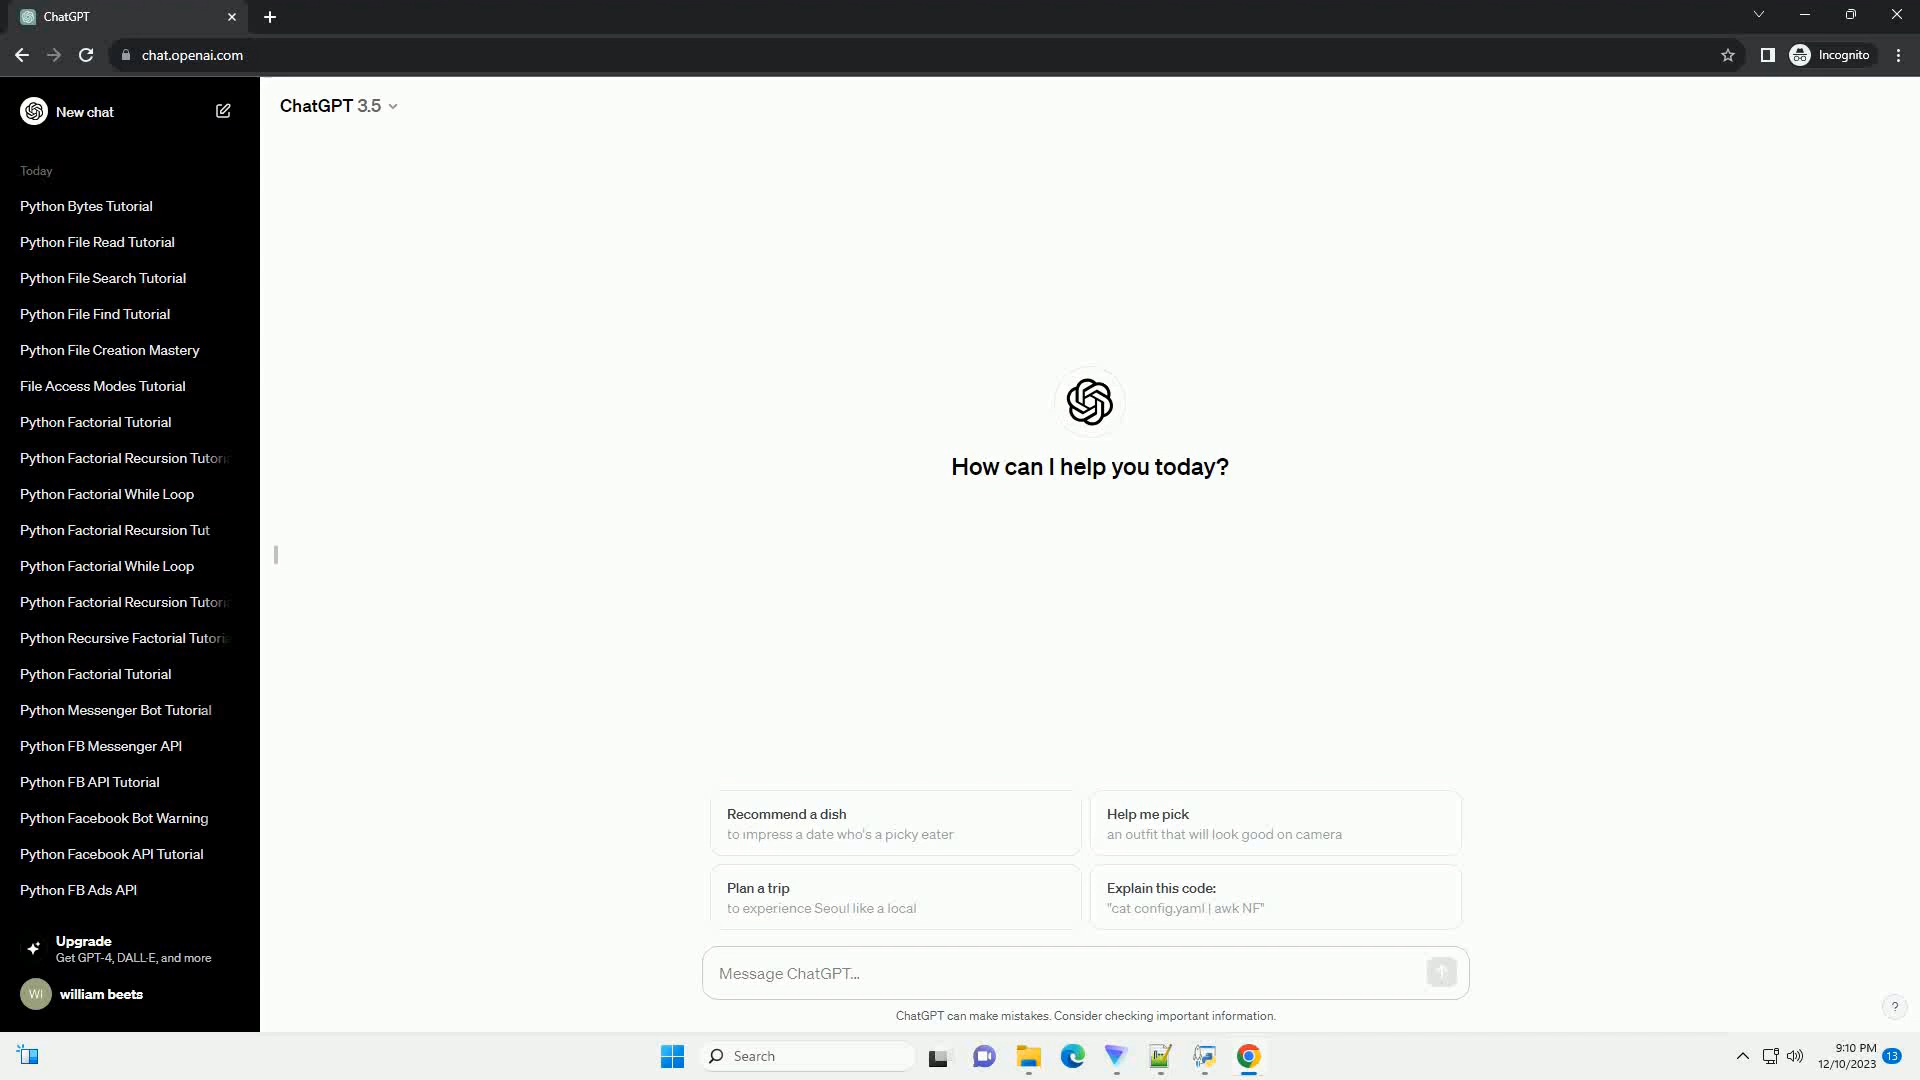 ChatGPT
chat.openai.com
Incognito
New chat
ChatGPT 3.5
Today
Python Bytes Tutorial
Python File Read Tutorial
Python File Search Tutorial
Python File Find Tutorial
Python File Creation Mastery
File Access Modes Tutorial
Python Factorial Tutorial
Python Factorial Recursion Tutori
Python Factorial While Loop
Python Factorial Recursion Tut
Python Factorial While Loop
Python Factorial Recursion Tutori
Python Recursive Factorial Tutori
Python Factorial Tutorial
Python Messenger Bot Tutorial
Python FB Messenger API
Python FB API Tutorial
Python Facebook Bot Warning
Python Facebook API Tutorial
Python FB Ads API
Upgrade
Get GPT-4, DALL·E, and more
WI
william beets
How can I help you today?
Recommend a dish
to impress a date who's a picky eater
Help me pick
an outfit that will look good on camera
Plan a trip
to experience Seoul like a local
Explain this code:
"cat config.yaml | awk NF"
Message ChatGPT...
ChatGPT can make mistakes. Consider checking important information.
?
Search
9:10 PM
12/10/2023
13